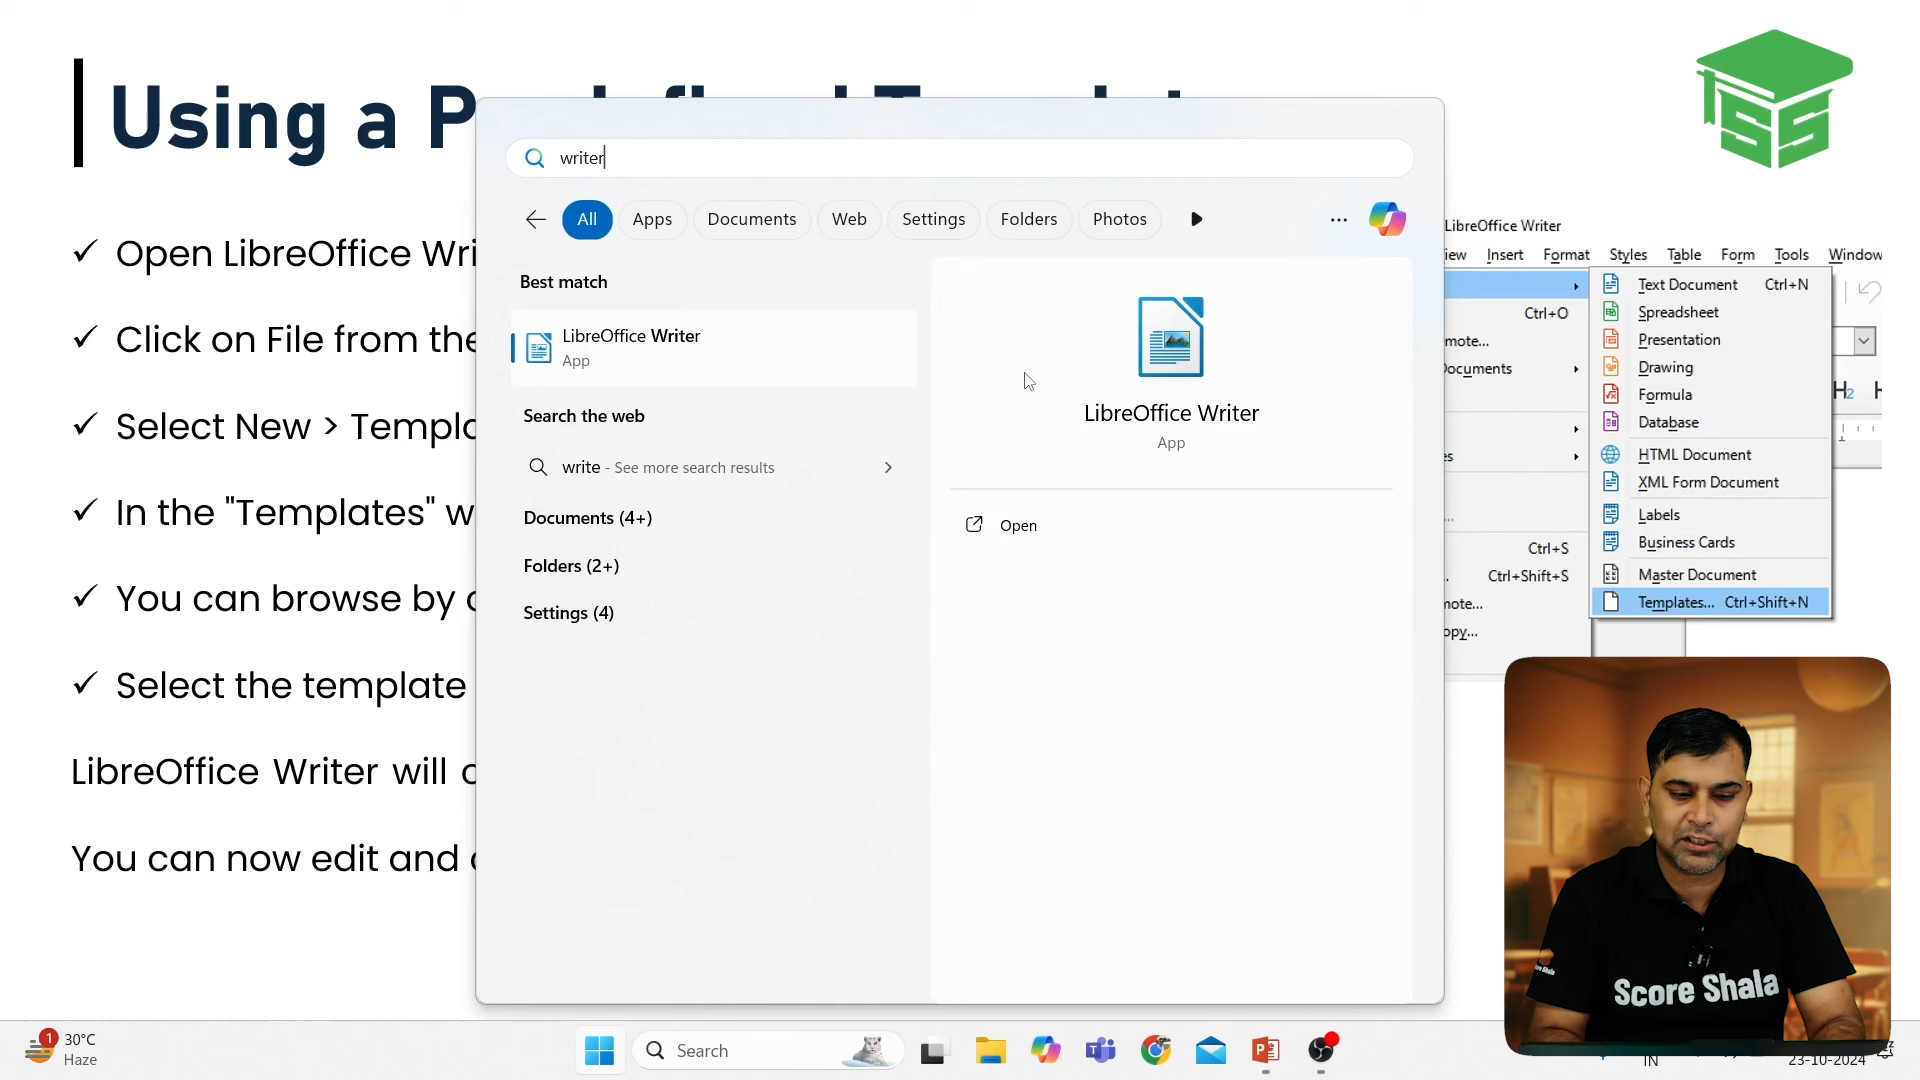 Using a P
Open LibreOffice Wri
Click on File from the
Select New > Templa
In the "Templates" w
You can browse by
Select the template
LibreOffice Writer will
You can now edit and
writer
All
Apps
Documents
Web
Settings
Folders
Photos
Best match
LibreOffice Writer
App
Search the web
write - See more search results
Documents (4+)
Folders (2+)
Settings (4)
LibreOffice Writer
App
Open
SS
LibreOffice Writer
iew Insert Format Styles Table Form Tools Window
Ctrl+O
mote...
ocuments
es
Ctrl+S
Ctrl+Shift+S
mote...
opy...
Text Document Ctrl+N
Spreadsheet
Presentation
Drawing
Formula
Database
HTML Document
XML Form Document
Labels
Business Cards
Master Document
Templates... Ctrl+Shift+N
Score Shala
1
30°C
Haze
Search
IN
23-10-2024